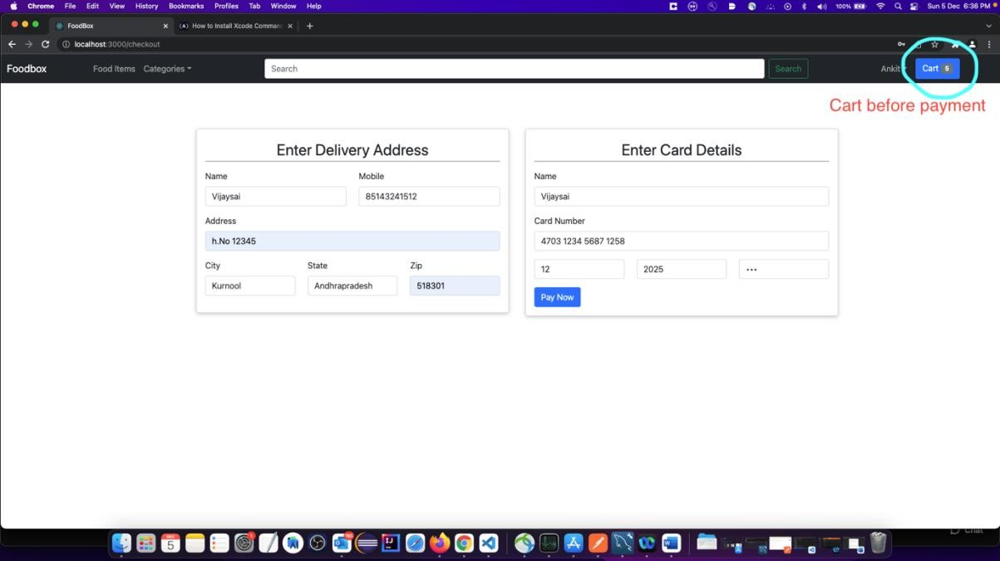 Chrome File Edit View History Bookmarks Profiles Tab Window Help 100% Sun 5 Dec 6:36 PM
FoodBox (A) How to Install Xcode Comman
localhost:3000/checkout
Foodbox Food Items Categories Search Search Ankit Cart 5
Cart before payment
Enter Delivery Address
Name Mobile
Vijaysai 85143241512
Address
h.No 12345
City State Zip
Kurnool Andhrapradesh 518301
Enter Card Details
Name
Vijaysai
Card Number
4703 1234 5687 1258
12 2025 •••
Pay Now
Chat